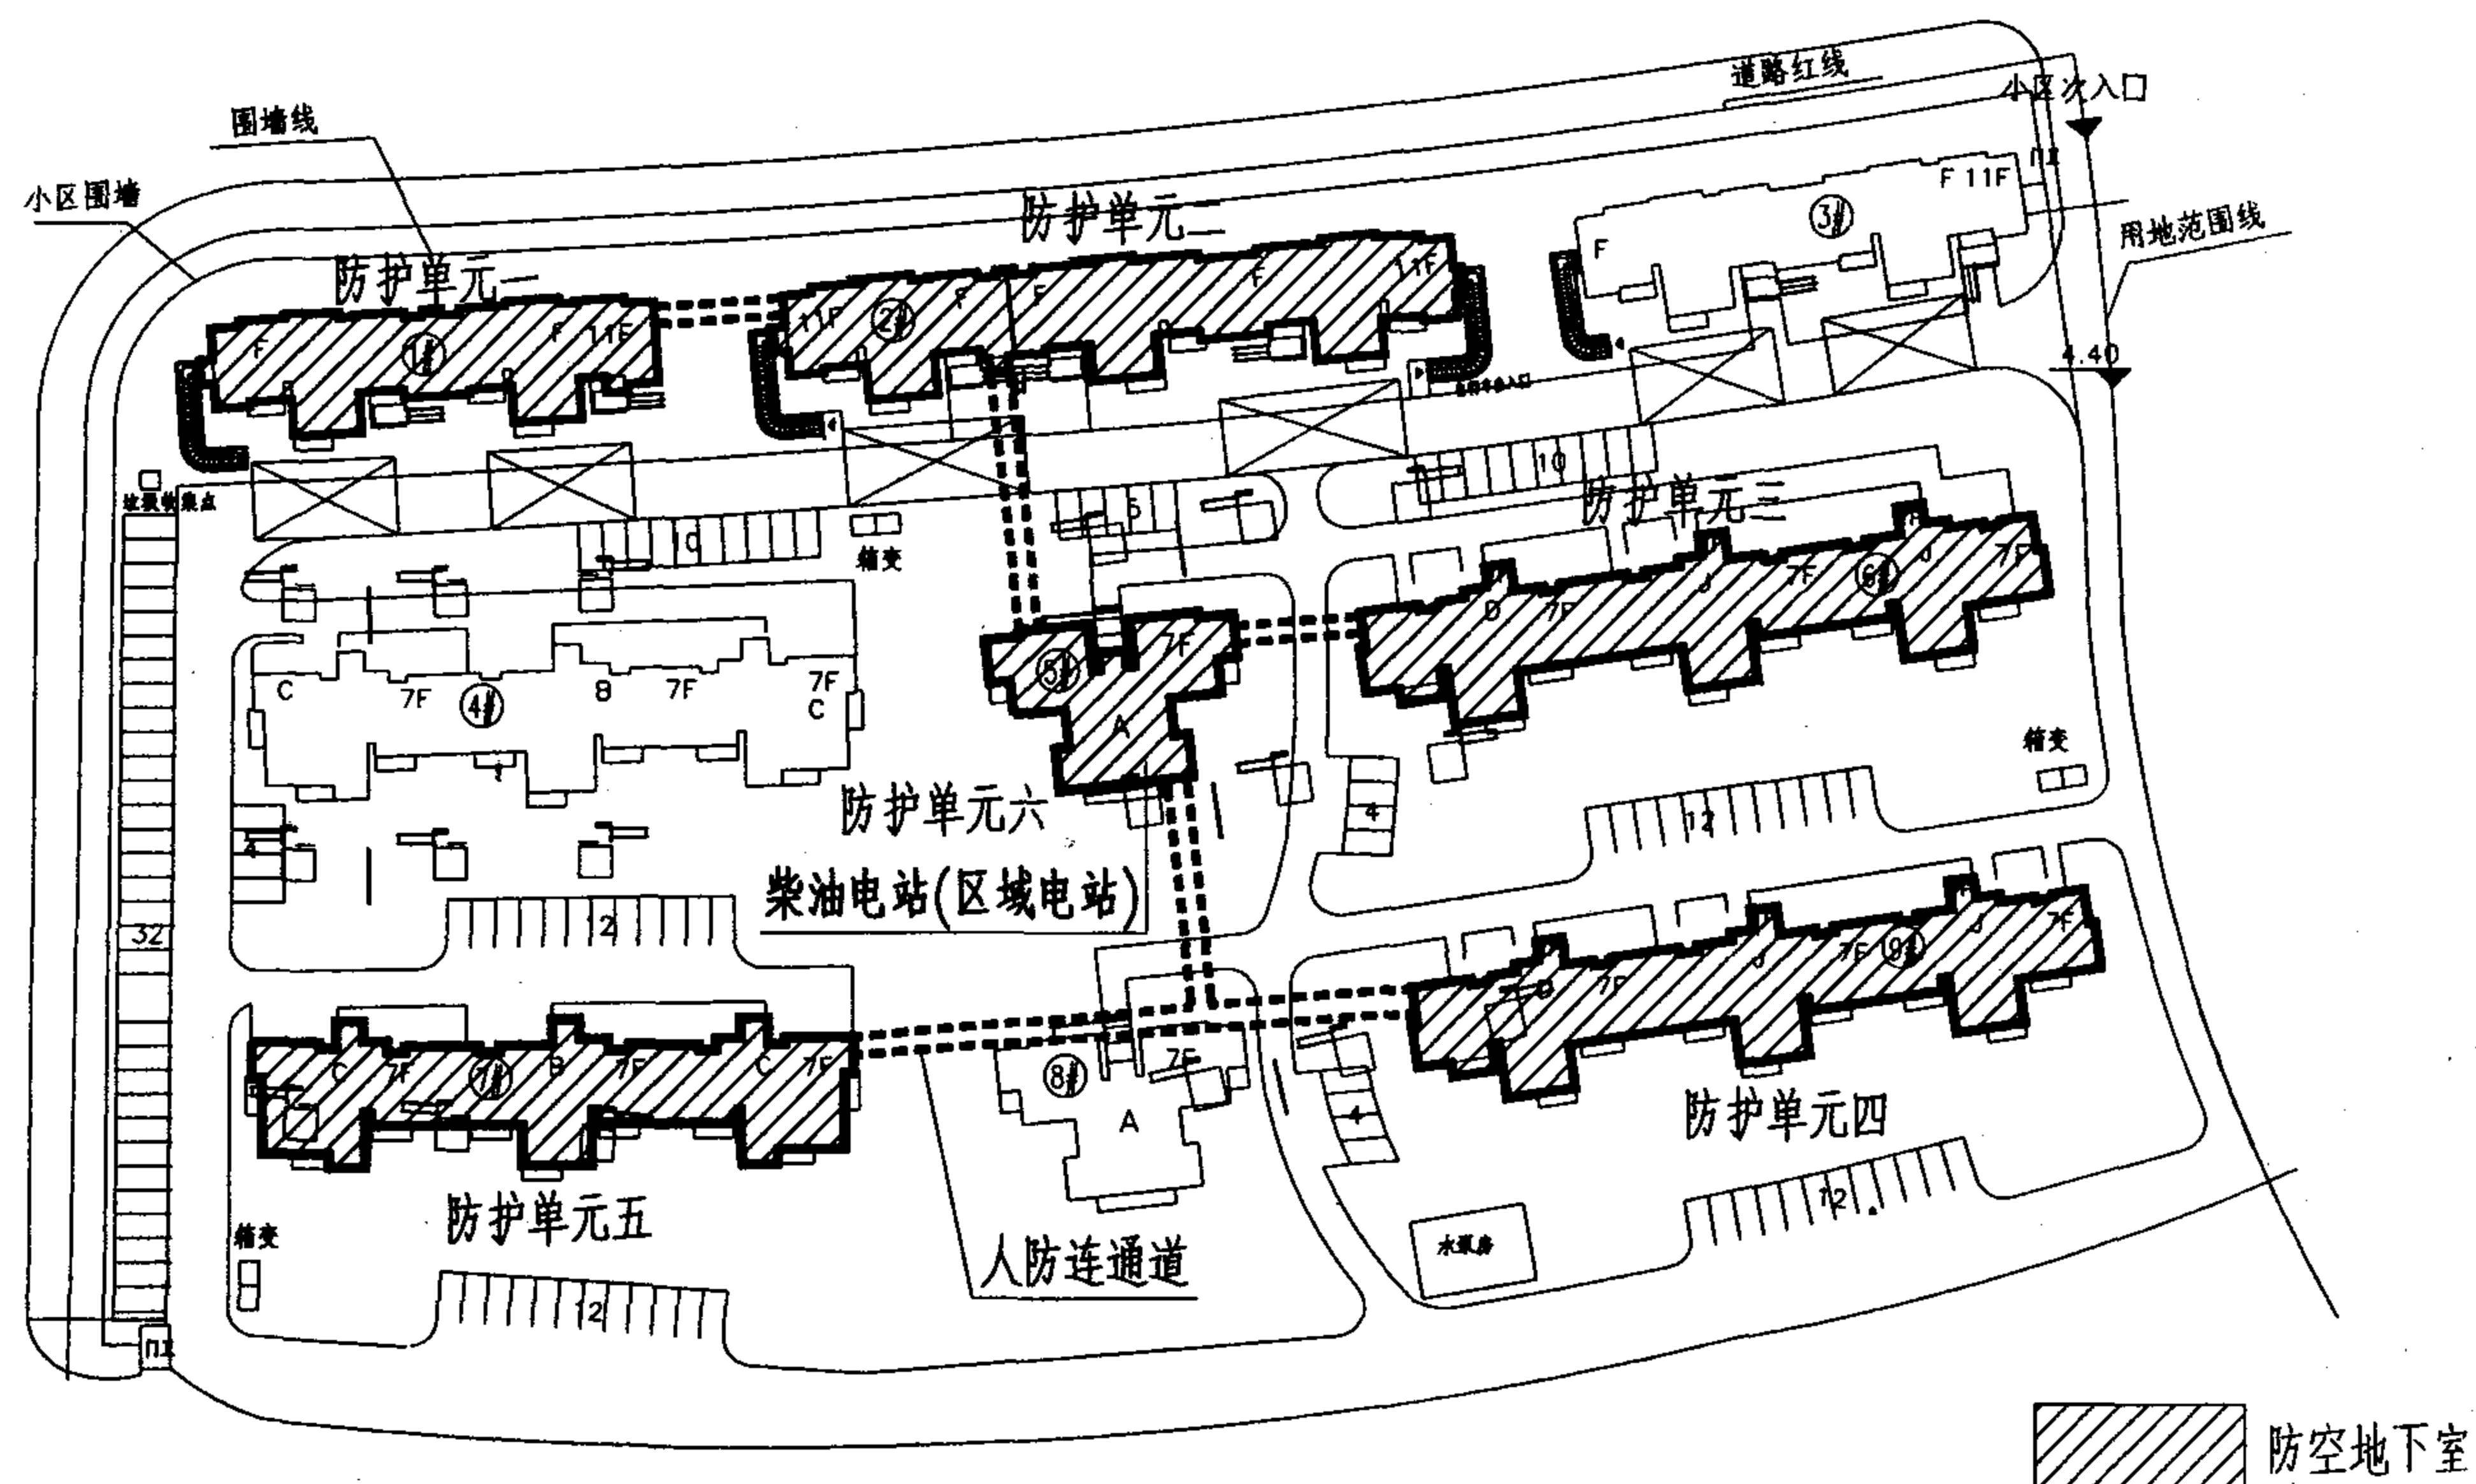 道路红线
小区次入口
围墙线
小区围墙
F 11F
3#
F
用地范围线
防护单元二
防护单元一
11F
F
F
F
11F
2#
F
F
11F
1#
4.40
垃圾收集点
10
防护单元三
5
10
箱变
7F
6#
J
7F
J
7F
D
7F
5#
A
C
7F
4#
8
7F
7F
C
箱变
4
12
防护单元六
柴油电站(区域电站)
4
12
32
7F
9#
7F
J
J
7F
D
8#
7F
A
C
7F
7#
B
7F
C
7F
4
防护单元四
防护单元五
12
箱变
人防连通道
水泵房
12
防空地下室